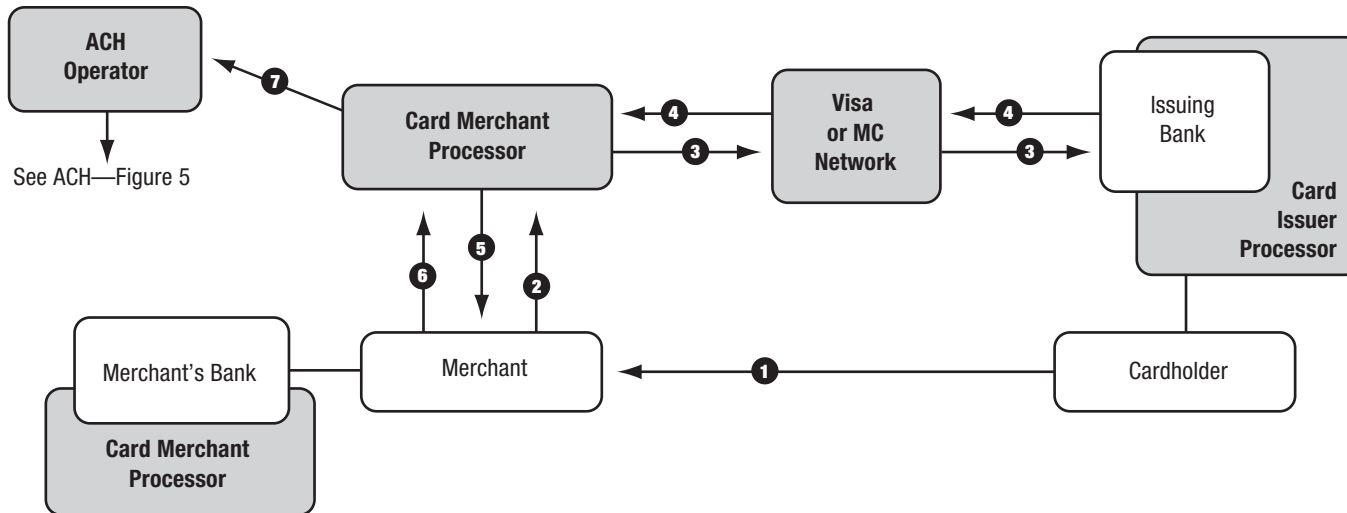 ACH
Operator
7
See ACH—Figure 5
Card Merchant
Processor
4
3
Visa
or MC
Network
4
3
Issuing
Bank
Card
Issuer
Processor
6
5
2
Merchant's Bank
Card Merchant
Processor
Merchant
1
Cardholder